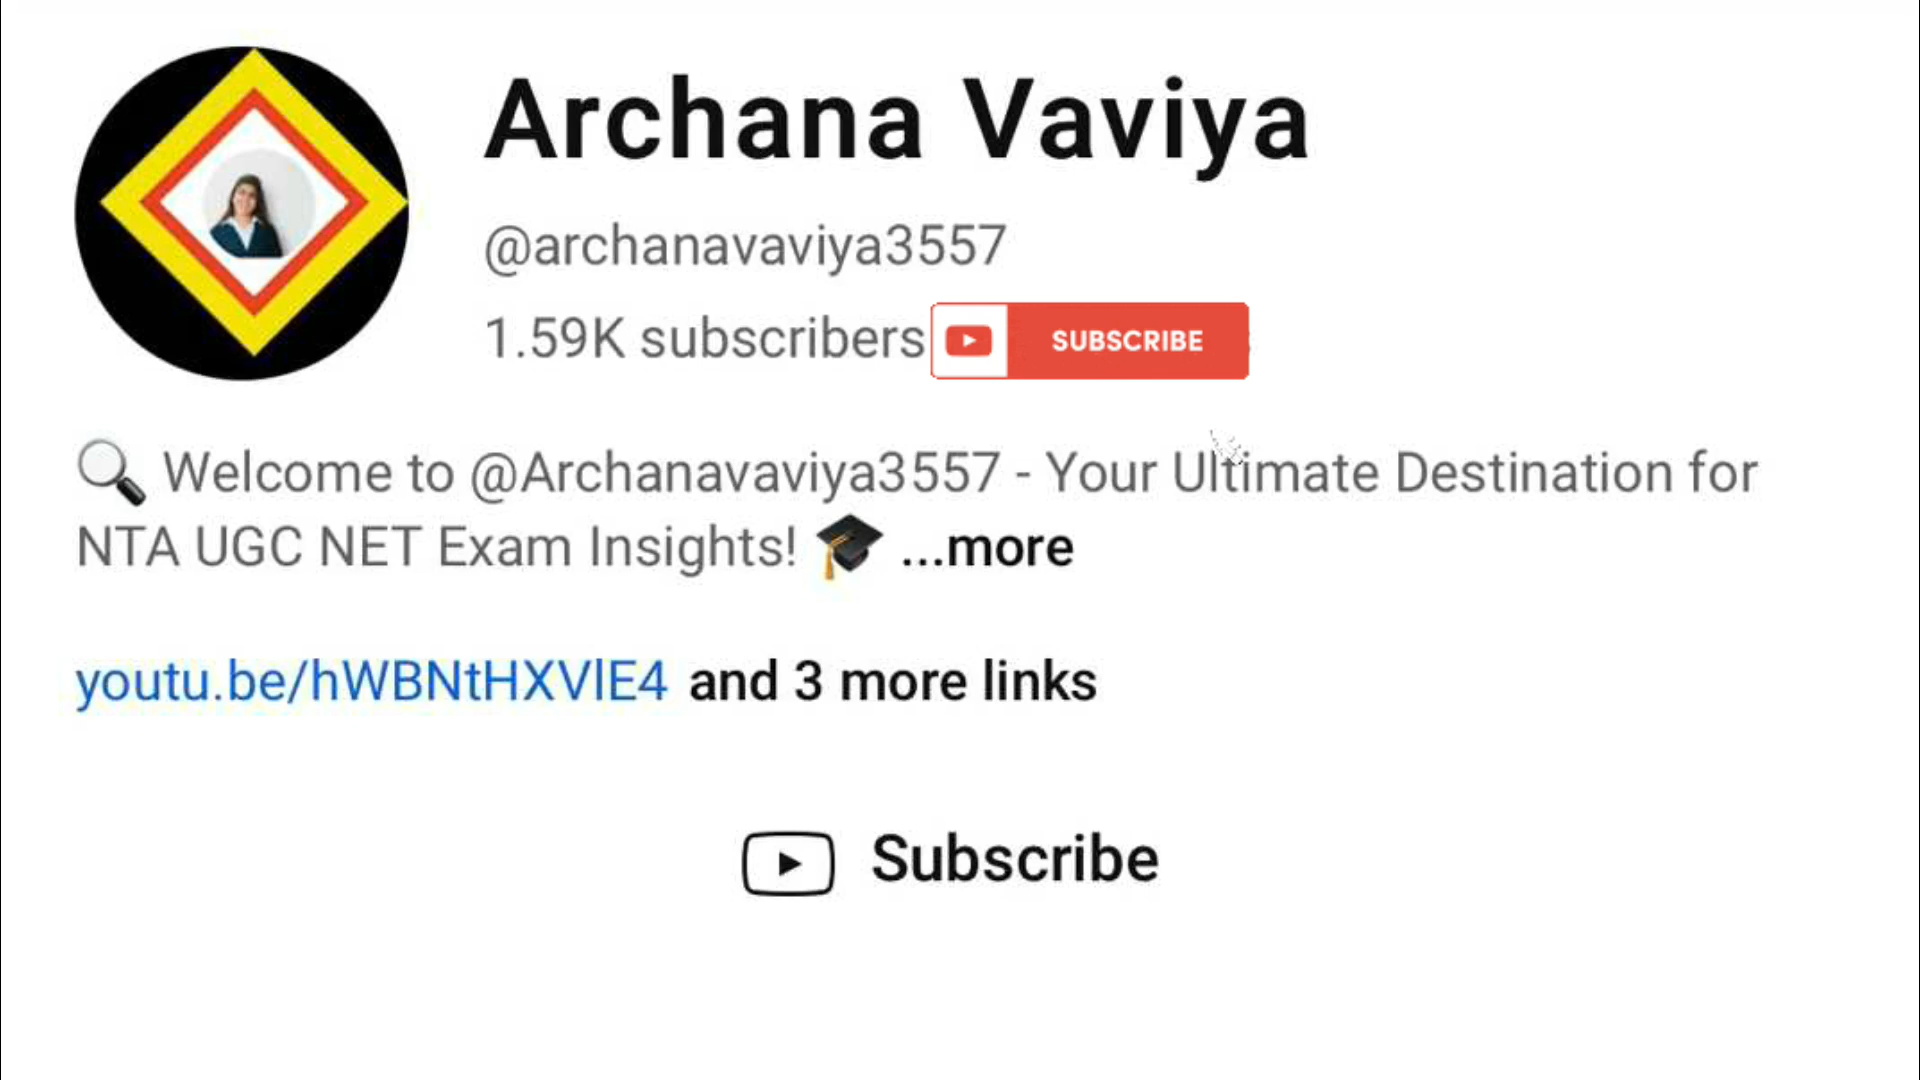 Archana Vaviya
@archanavaviya3557
1.59K subscribers SUBSCRIBE
Welcome to @Archanavaviya3557 - Your Ultimate Destination for
NTA UGC NET Exam Insights! ...more
youtu.be/hWBNtHXVlE4 and 3 more links
Subscribe